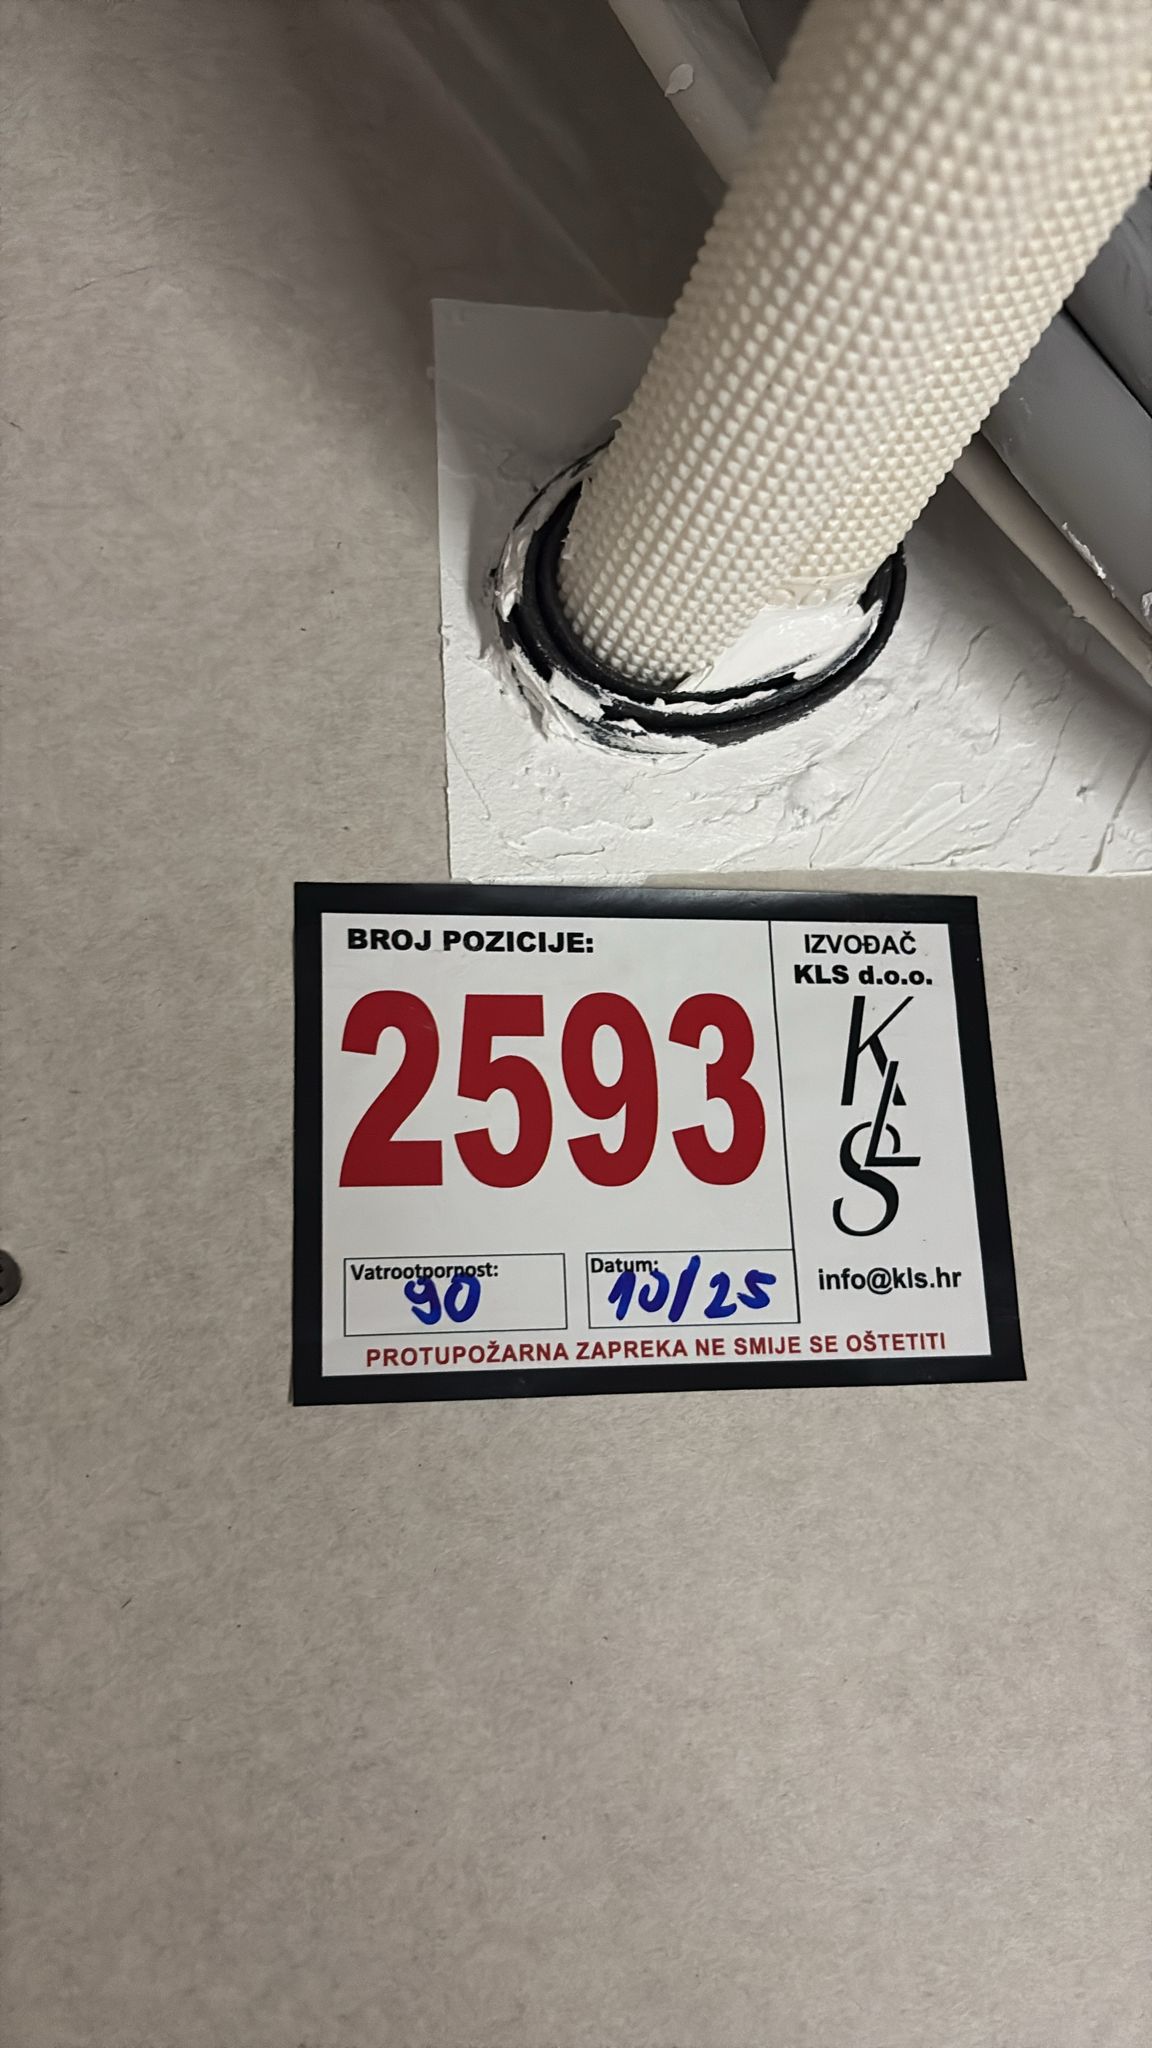 BROJ POZICIJE:
2593
Vatrootpornost:
90
Datum:
10/25
IZVOĐAČ
KLS d.o.o.
KLS
info@kls.hr
PROTUPOŽARNA ZAPREKA NE SMIJE SE OŠTETITI